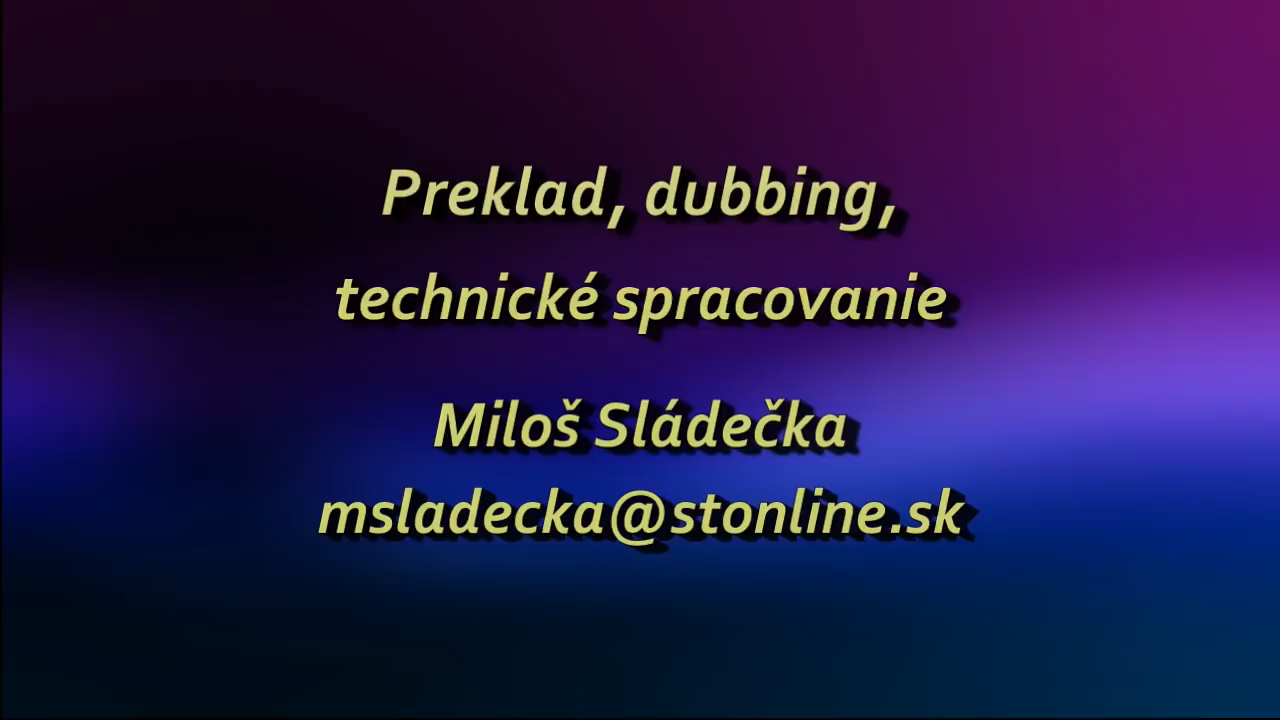 Preklad, dubbing,
technické spracovanie
Miloš Sládečka
msladecka@stonline.sk